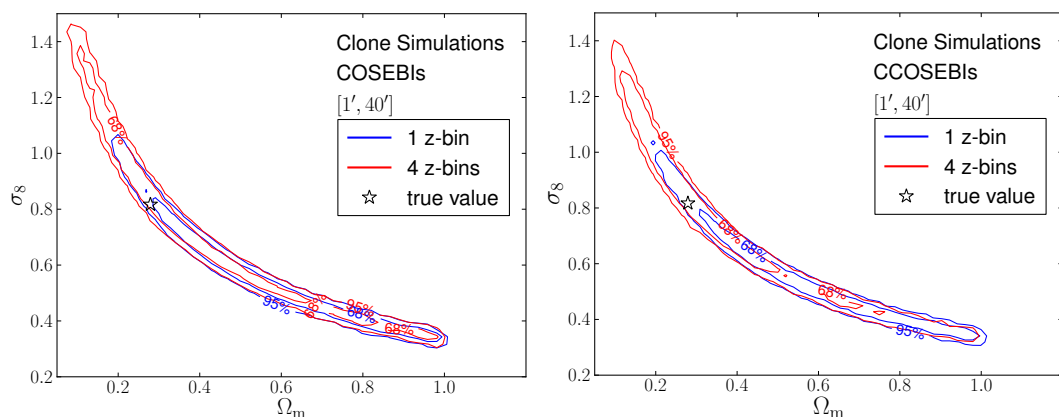 Clone Simulations
COSEBIs
[1′, 40′]
1 z-bin
4 z-bins
true value
68%
95%
68%
95%
68%
68%
σ8
1.4
1.2
1.0
0.8
0.6
0.4
0.2
0.2 0.4 0.6 0.8 1.0
Ωm
Clone Simulations
CCOSEBIs
[1′, 40′]
1 z-bin
4 z-bins
true value
95%
68%
68%
68%
95%
σ8
1.4
1.2
1.0
0.8
0.6
0.4
0.2
0.2 0.4 0.6 0.8 1.0
Ωm